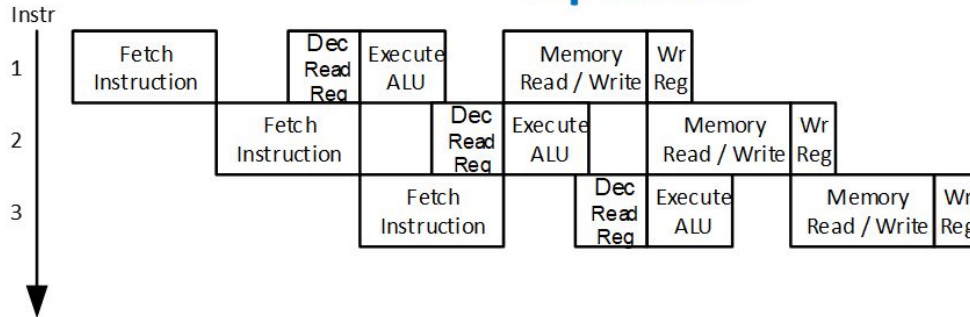 Instr
1
Fetch
Instruction
Dec
Read
Reg
Execute
ALU
Memory
Read / Write
Wr
Reg
2
Fetch
Instruction
Dec
Read
Reg
Execute
ALU
Memory
Read / Write
Wr
Reg
3
Fetch
Instruction
Dec
Read
Reg
Execute
ALU
Memory
Read / Write
Wr
Reg